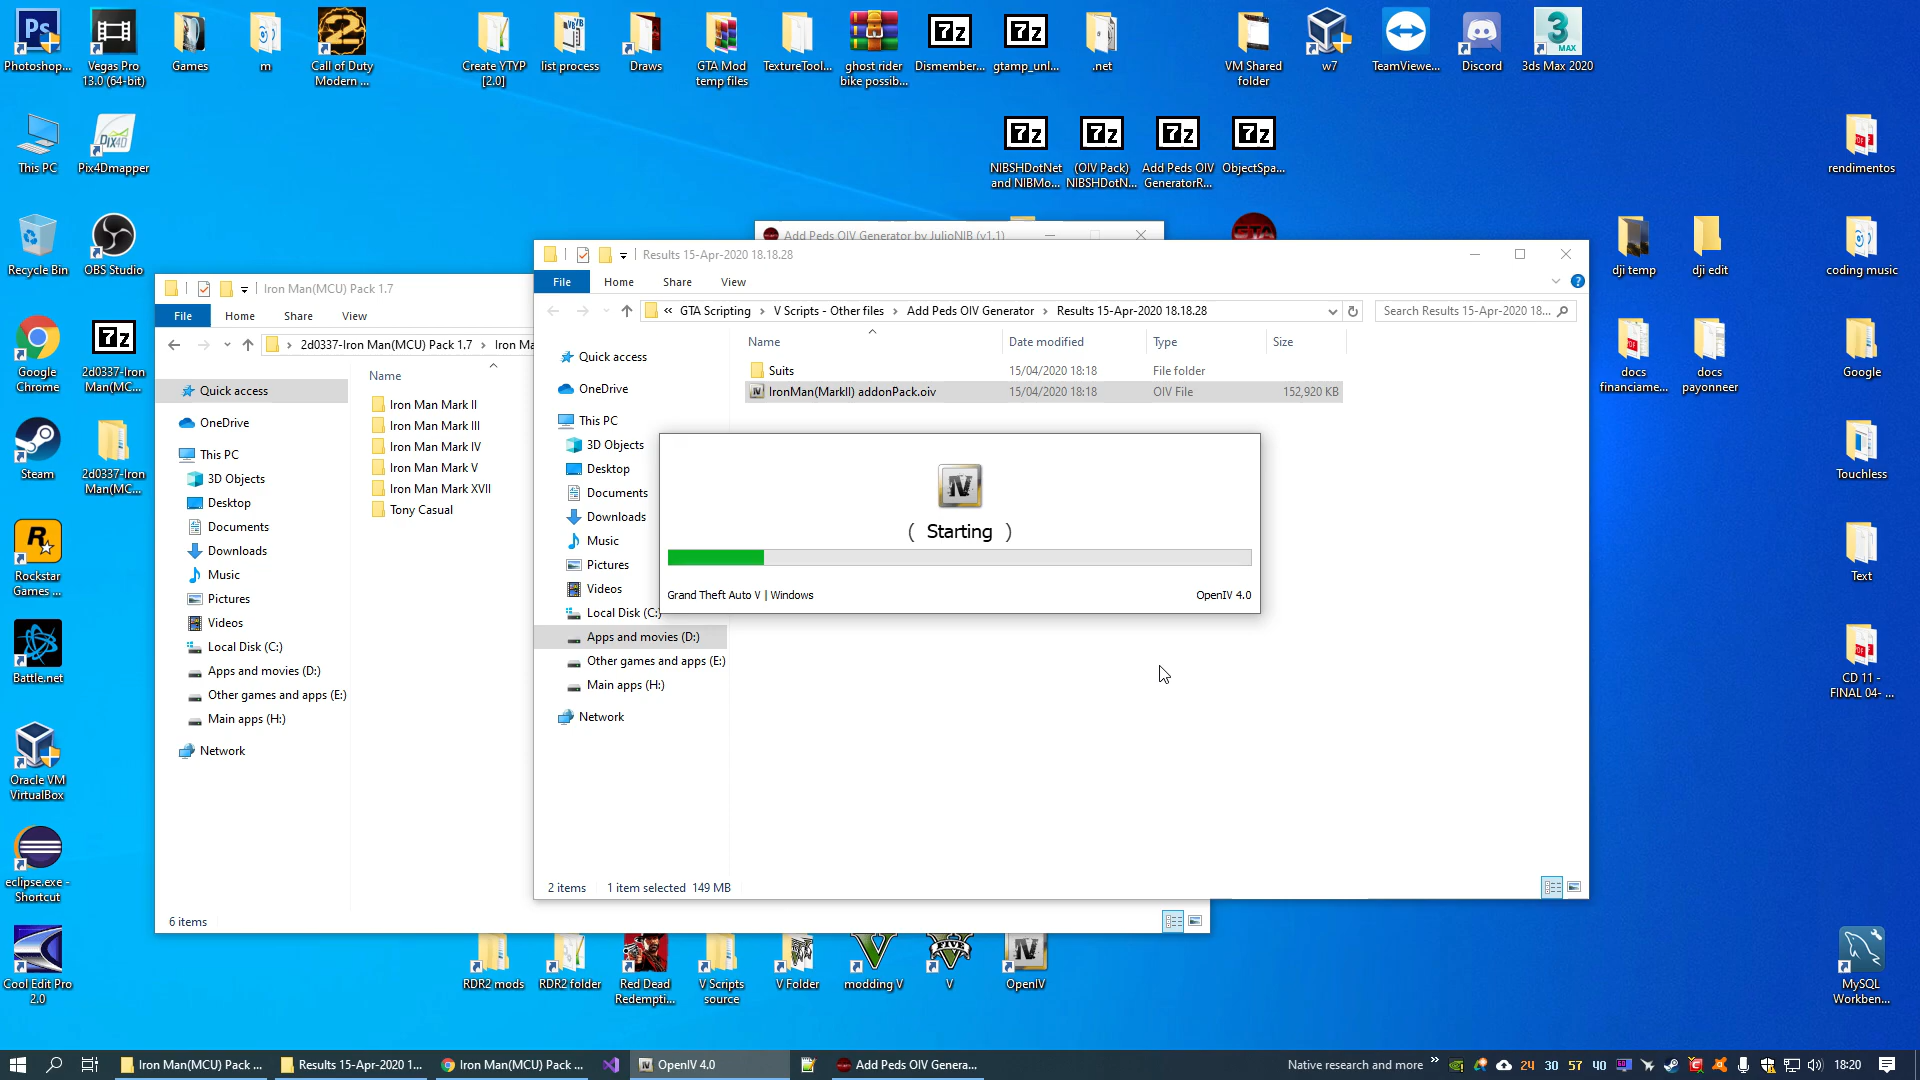 Photoshop...
Vegas Pro
13.0 (64-bit)
Games
m
Call of Duty
Modern ...
Create YTYP
[2.0]
list process
Draws
GTA Mod
temp files
TextureTool...
ghost rider
bike possib...
Dismember...
gtamp_unl...
.net
VM Shared
folder
w7
TeamViewe...
Discord
3ds Max 2020
This PC
Pix4Dmapper
NIBSHDotNet
and NIBMo...
(OIV Pack)
NIBSHDotN...
Add Peds OIV
GeneratorR...
ObjectSpa...
rendimentos
Recycle Bin
OBS Studio
dji temp
dji edit
coding music
Google
Chrome
2d0337-Iron
Man(MC...
docs
financiame...
docs
payonneer
Google
Steam
2d0337-Iron
Man(MC...
Touchless
Rockstar
Games ...
Text
Battle.net
CD 11 -
FINAL 04- ...
Oracle VM
VirtualBox
eclipse.exe -
Shortcut
Cool Edit Pro
2.0
RDR2 mods
RDR2 folder
Red Dead
Redempti...
V Scripts
source
V Folder
modding V
V
OpenIV
MySQL
Workben...
Add Peds OIV Generator by JulioNIB (v1.1)
Iron Man(MCU) Pack 1.7
File
Home
Share
View
2d0337-Iron Man(MCU) Pack 1.7 › Iron Ma
Quick access
OneDrive
This PC
3D Objects
Desktop
Documents
Downloads
Music
Pictures
Videos
Local Disk (C:)
Apps and movies (D:)
Other games and apps (E:)
Main apps (H:)
Network
Name
Iron Man Mark II
Iron Man Mark III
Iron Man Mark IV
Iron Man Mark V
Iron Man Mark XVII
Tony Casual
6 items
Results 15-Apr-2020 18.18.28
File
Home
Share
View
« GTA Scripting › V Scripts - Other files › Add Peds OIV Generator › Results 15-Apr-2020 18.18.28
Search Results 15-Apr-2020 18...
Quick access
OneDrive
This PC
3D Objects
Desktop
Documents
Downloads
Music
Pictures
Videos
Local Disk (C:)
Apps and movies (D:)
Other games and apps (E:)
Main apps (H:)
Network
Name Date modified Type Size
Suits 15/04/2020 18:18 File folder
IronMan(MarkII) addonPack.oiv 15/04/2020 18:18 OIV File 152,920 KB
2 items 1 item selected 149 MB
IV
( Starting )
Grand Theft Auto V | Windows
OpenIV 4.0
Iron Man(MCU) Pack ...
Results 15-Apr-2020 1...
Iron Man(MCU) Pack ...
OpenIV 4.0
Add Peds OIV Genera...
Native research and more
24 30 57 40
18:20